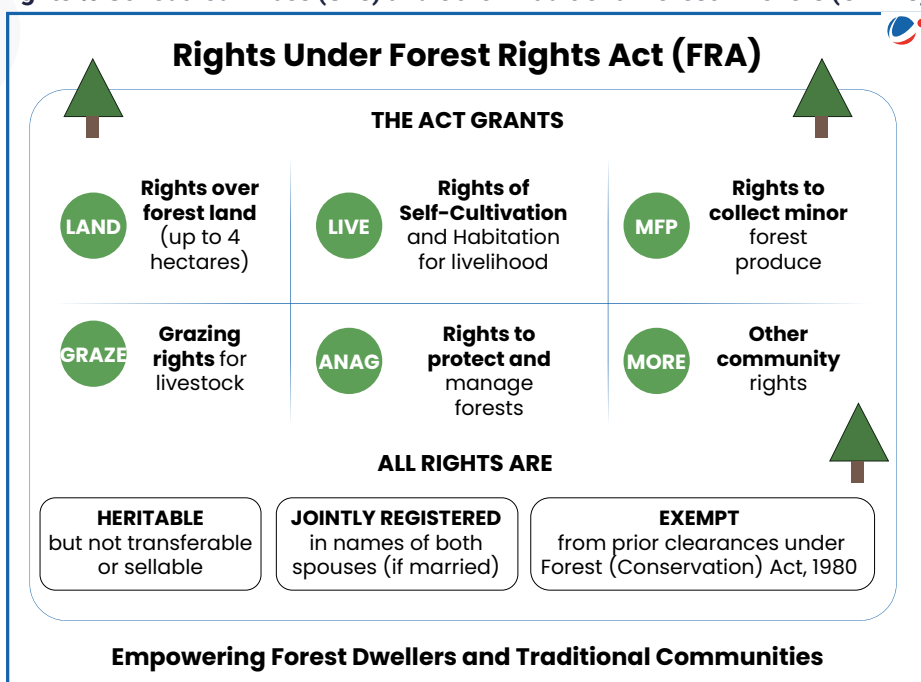 Rights Under Forest Rights Act (FRA)
THE ACT GRANTS
LAND
Rights over
forest land
(up to 4
hectares)
LIVE
Rights of
Self-Cultivation
and Habitation
for livelihood
MFP
Rights to
collect minor
forest
produce
GRAZE
Grazing
rights for
livestock
ANAG
Rights to
protect and
manage
forests
MORE
Other
community
rights
ALL RIGHTS ARE
HERITABLE
but not transferable
or sellable
JOINTLY REGISTERED
in names of both
spouses (if married)
EXEMPT
from prior clearances under
Forest (Conservation) Act, 1980
Empowering Forest Dwellers and Traditional Communities